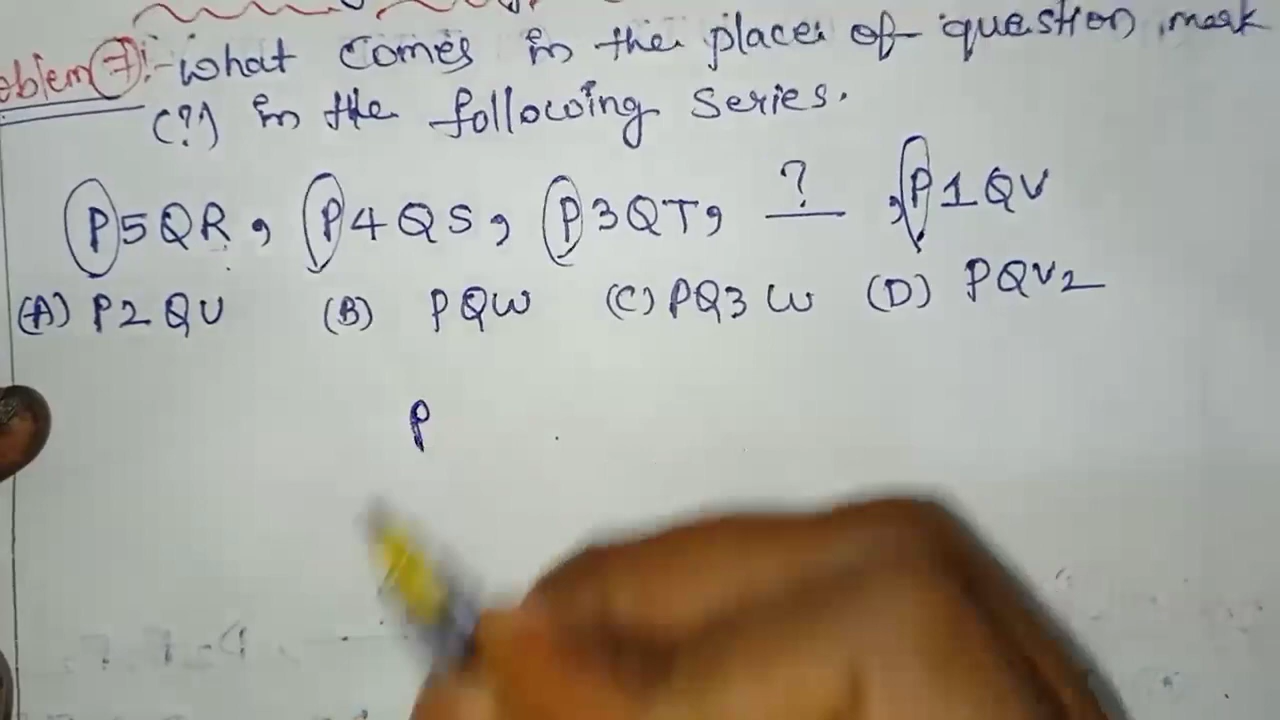 oblem 7:- what comes in the place of question mark
(?) in the following series.
P5QR, P4QS, P3QT, ? , P1QV
(A) P2QU (B) PQW (C) PQ3W (D) PQV2
P